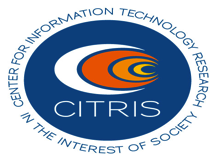 CENTER FOR INFORMATION TECHNOLOGY RESEARCH
CITRIS
IN THE INTEREST OF SOCIETY